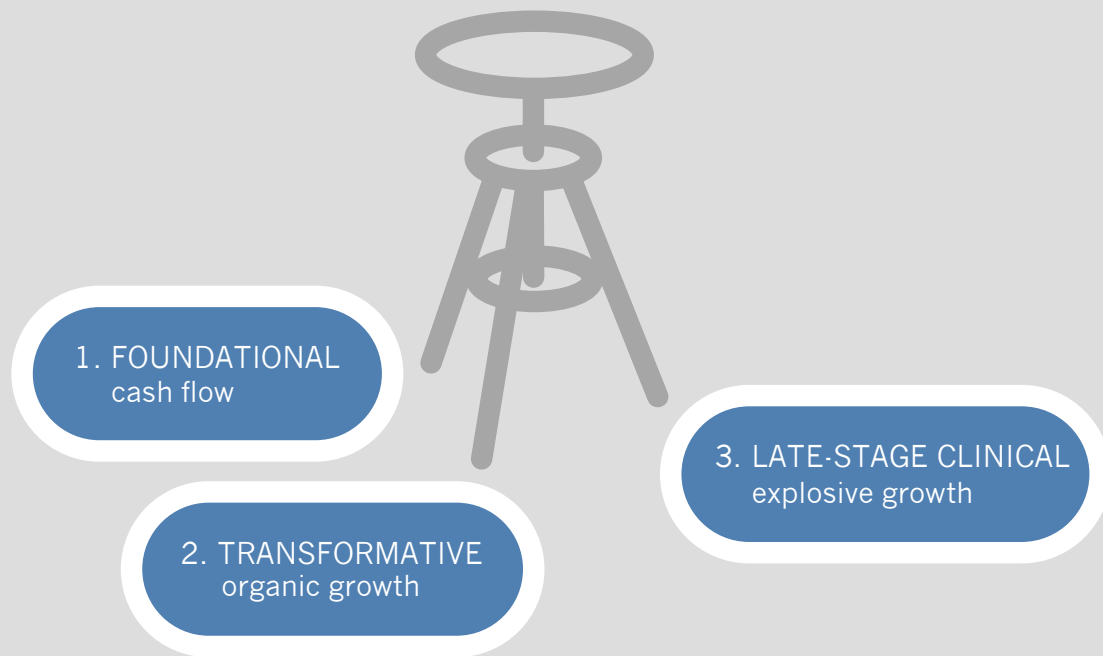 1. FOUNDATIONAL
cash flow
2. TRANSFORMATIVE
organic growth
3. LATE-STAGE CLINICAL
explosive growth